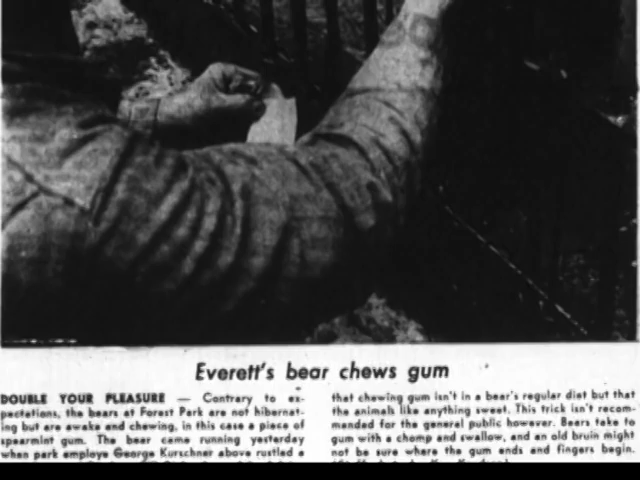 Everett's bear chews gum
DOUBLE YOUR PLEASURE — Contrary to ex-
pectations, the bears at Forest Park are not hibernat-
ing but are awake and chewing, in this case a piece of
spearmint gum. The bear came running yesterday
when park employe George Kurschner above rustled a
that chewing gum isn't in a bear's regular diet but that
the animals like anything sweet. This trick isn't recom-
mended for the general public however. Bears take to
gum with a chomp and swallow, and an old bruin might
not be sure where the gum ends and fingers begin.